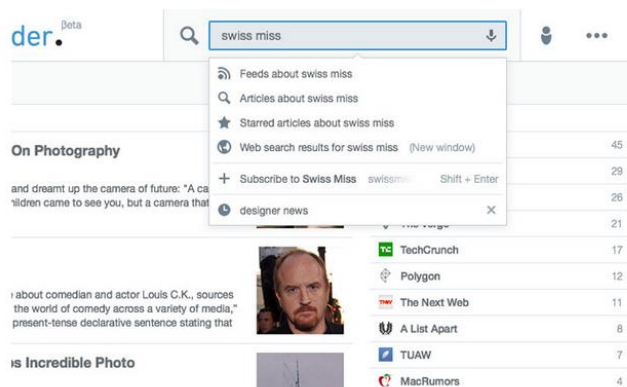 der.
Beta
swiss miss
Feeds about swiss miss
Articles about swiss miss
Starred articles about swiss miss
Web search results for swiss miss (New window)
Subscribe to Swiss Miss swissmi Shift + Enter
designer news
On Photography
and dreamt up the camera of future: "A ca
hildren came to see you, but a camera that
about comedian and actor Louis C.K., sources
the world of comedy across a variety of media,"
present-tense declarative sentence stating that
s Incredible Photo
45
29
26
The Verge 21
TechCrunch 17
Polygon 12
The Next Web 11
A List Apart 8
TUAW 7
MacRumors 4